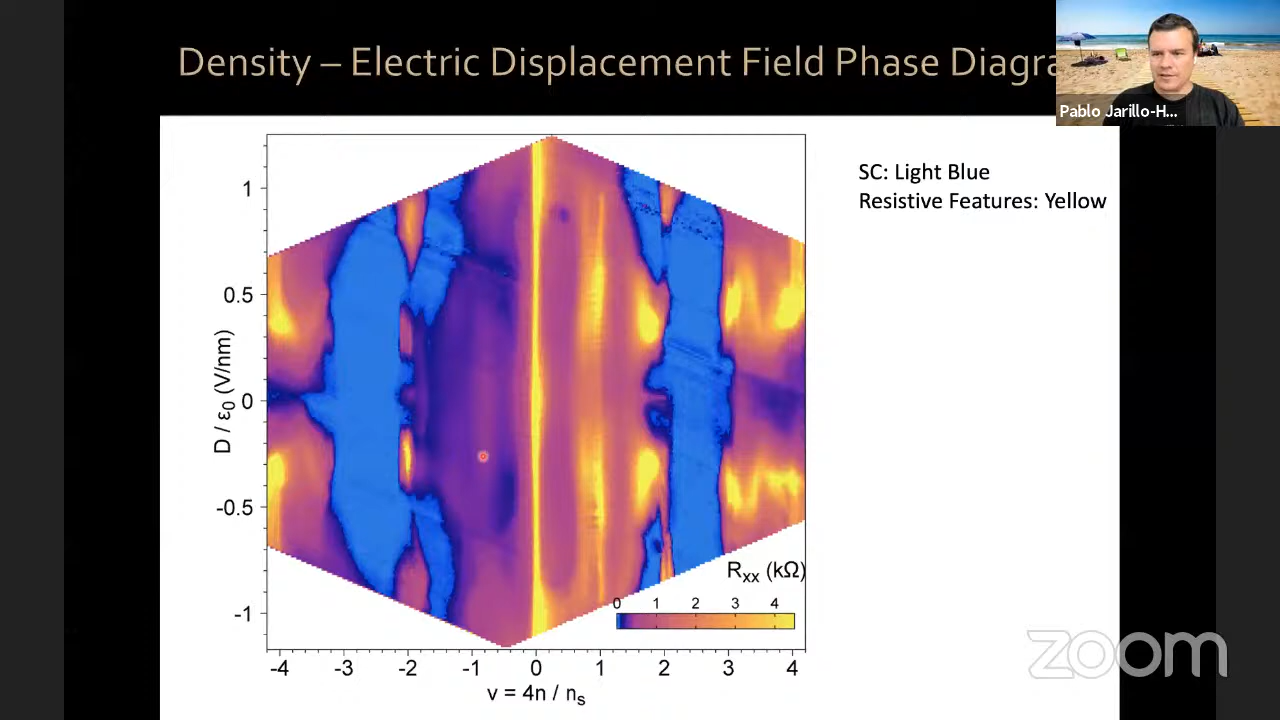 Density – Electric Displacement Field Phase Diagra
Pablo Jarillo-H...
SC: Light Blue
Resistive Features: Yellow
1
0.5
0
-0.5
-1
D / ε0 (V/nm)
Rxx (kΩ)
0 1 2 3 4
-4 -3 -2 -1 0 1 2 3 4
ν = 4n / ns
zoom